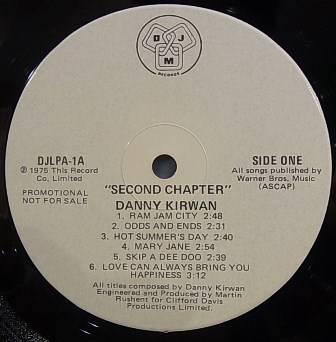 D J M
RECORDS
DJLPA-1A
℗ 1975 This Record
Co, Limited
PROMOTIONAL
NOT FOR SALE
SIDE ONE
All songs published by
Warner Bros, Music
(ASCAP)
"SECOND CHAPTER"
DANNY KIRWAN
1. RAM JAM CITY 2:48
2. ODDS AND ENDS 2:31
3. HOT SUMMER'S DAY 2:40
4. MARY JANE 2:54
5. SKIP A DEE DOO 2:39
6. LOVE CAN ALWAYS BRING YOU
HAPPINESS 3:12
All titles composed by Danny Kirwan
Engineered and Produced by Martin
Rushent for Clifford Davis
Productions Limited.